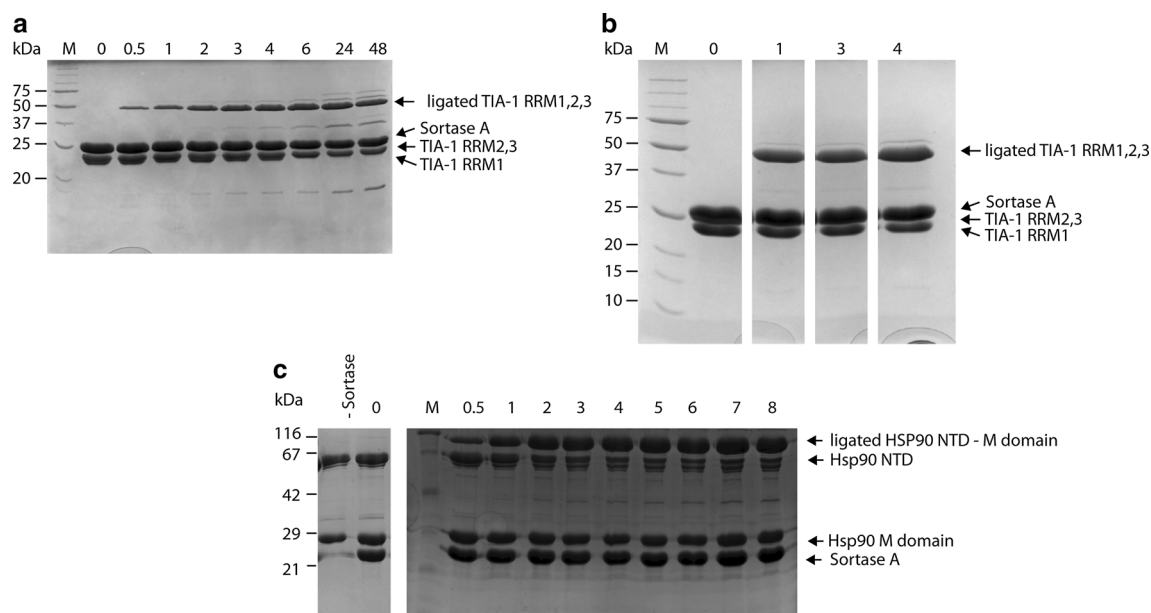 a
kDa M 0 0.5 1 2 3 4 6 24 48
75
50
37
25
20
ligated TIA-1 RRM1,2,3
Sortase A
TIA-1 RRM2,3
TIA-1 RRM1
b
kDa M 0 1 3 4
75
50
37
25
20
15
10
ligated TIA-1 RRM1,2,3
Sortase A
TIA-1 RRM2,3
TIA-1 RRM1
c
kDa - Sortase 0 M 0.5 1 2 3 4 5 6 7 8
116
67
42
29
21
ligated HSP90 NTD - M domain
Hsp90 NTD
Hsp90 M domain
Sortase A